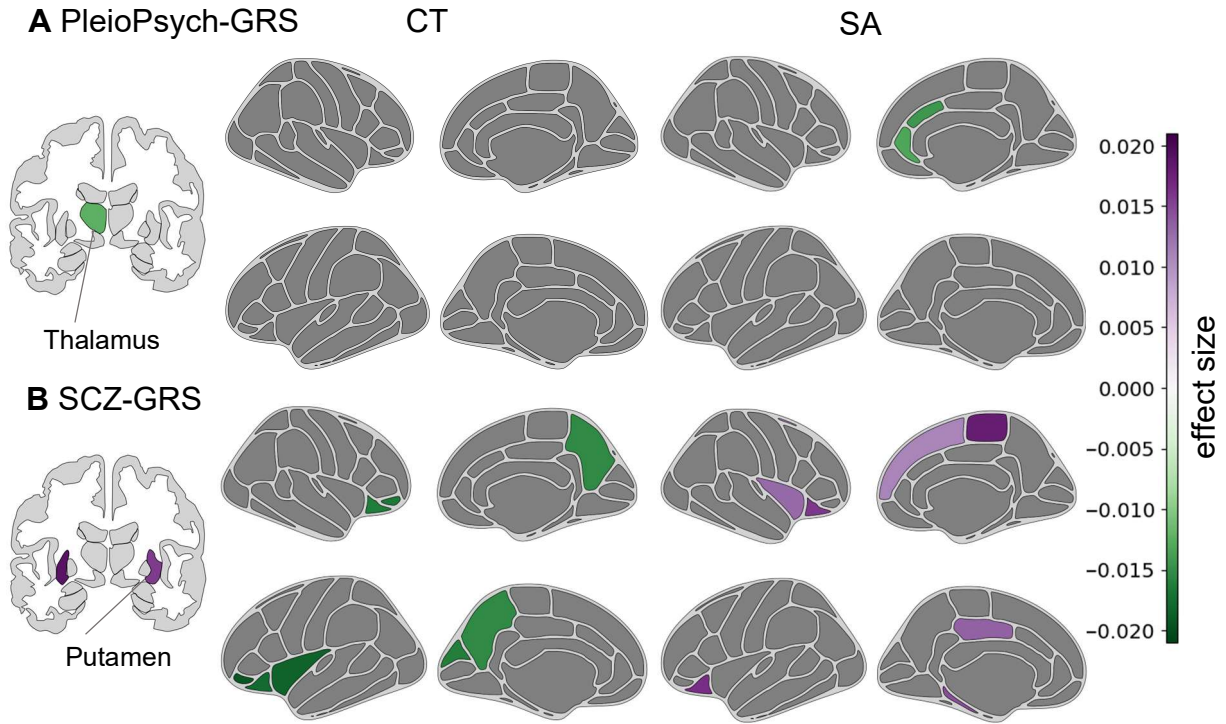 A PleioPsych-GRS CT SA
Thalamus
B SCZ-GRS
Putamen
0.020
0.015
0.010
0.005
0.000
−0.005
−0.010
−0.015
−0.020
effect size